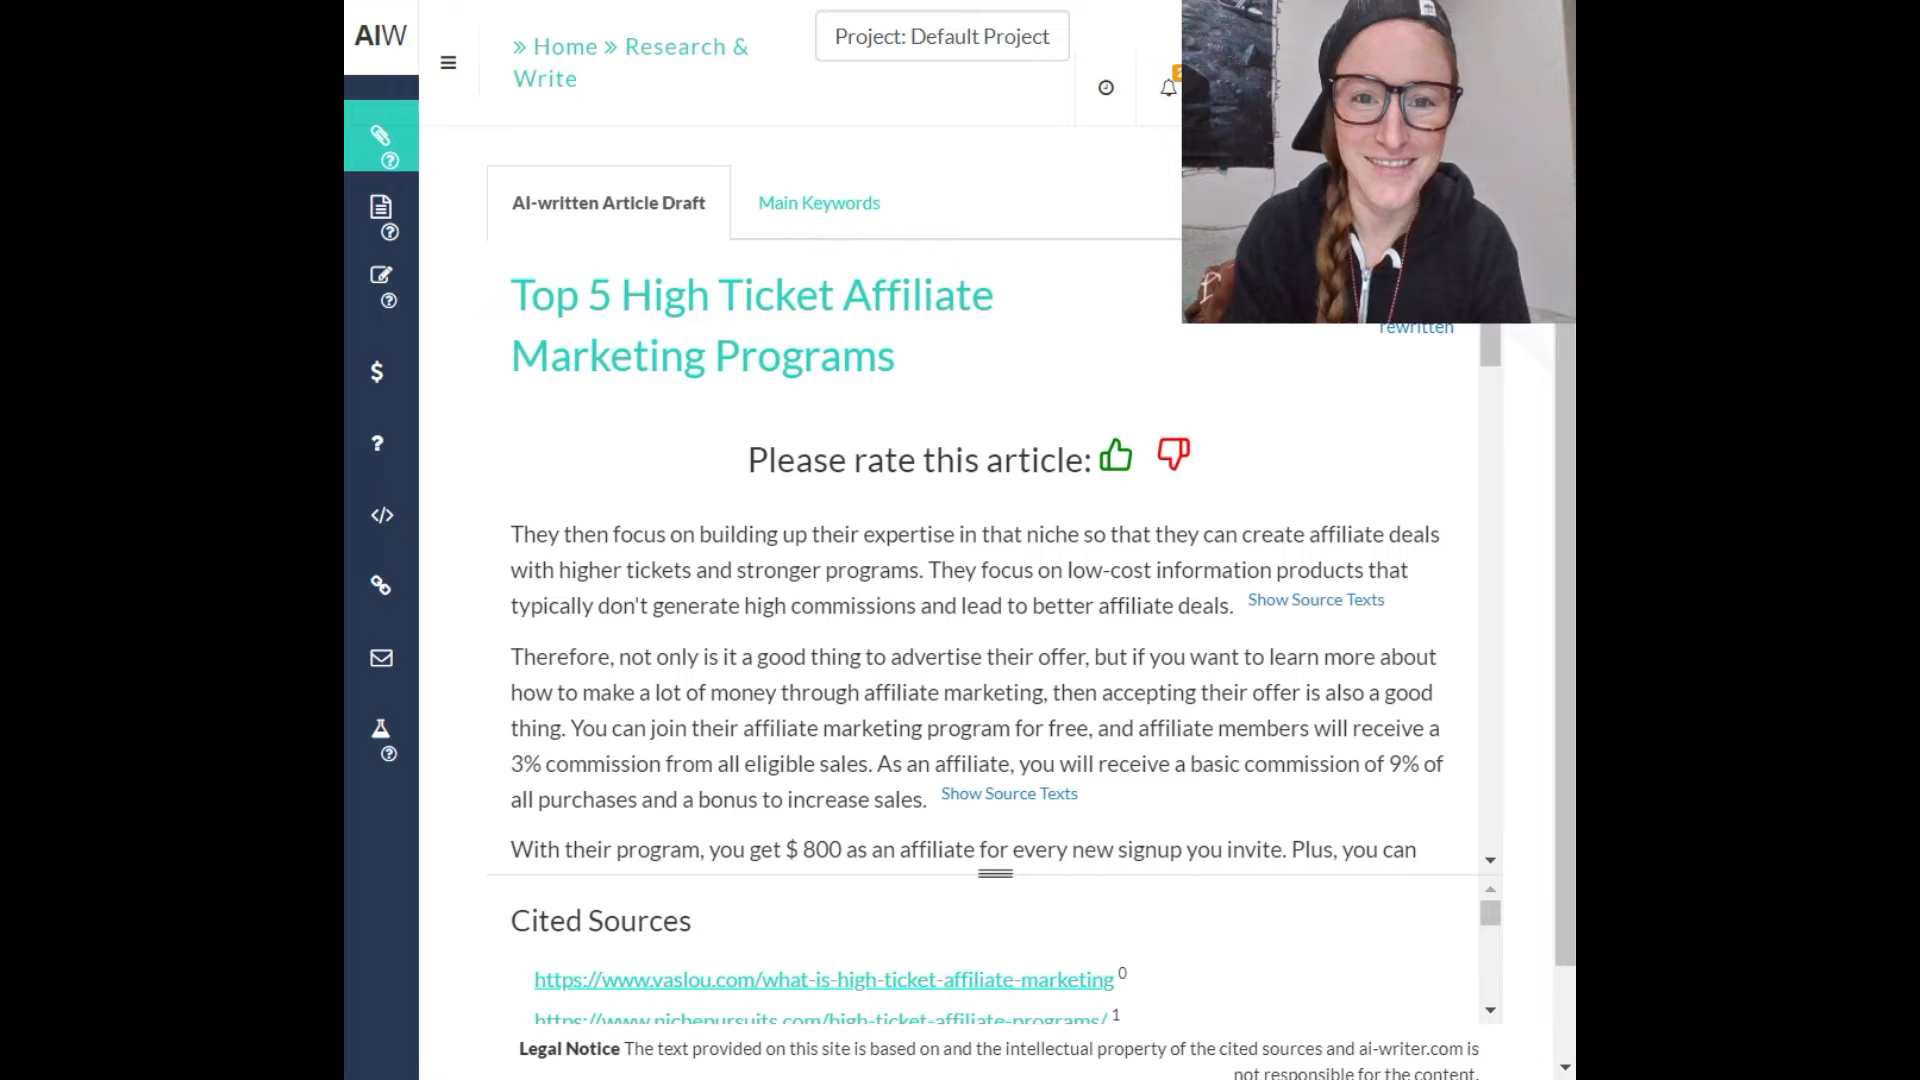 AIW
» Home » Research &
Write
Project: Default Project
AI-written Article Draft
Main Keywords
Top 5 High Ticket Affiliate
Marketing Programs
rewritten
Please rate this article:
They then focus on building up their expertise in that niche so that they can create affiliate deals
with higher tickets and stronger programs. They focus on low-cost information products that
typically don't generate high commissions and lead to better affiliate deals. Show Source Texts
Therefore, not only is it a good thing to advertise their offer, but if you want to learn more about
how to make a lot of money through affiliate marketing, then accepting their offer is also a good
thing. You can join their affiliate marketing program for free, and affiliate members will receive a
3% commission from all eligible sales. As an affiliate, you will receive a basic commission of 9% of
all purchases and a bonus to increase sales. Show Source Texts
With their program, you get $ 800 as an affiliate for every new signup you invite. Plus, you can
Cited Sources
https://www.vaslou.com/what-is-high-ticket-affiliate-marketing 0
https://www.nichepursuits.com/high-ticket-affiliate-programs/ 1
Legal Notice The text provided on this site is based on and the intellectual property of the cited sources and ai-writer.com is
not responsible for the content.